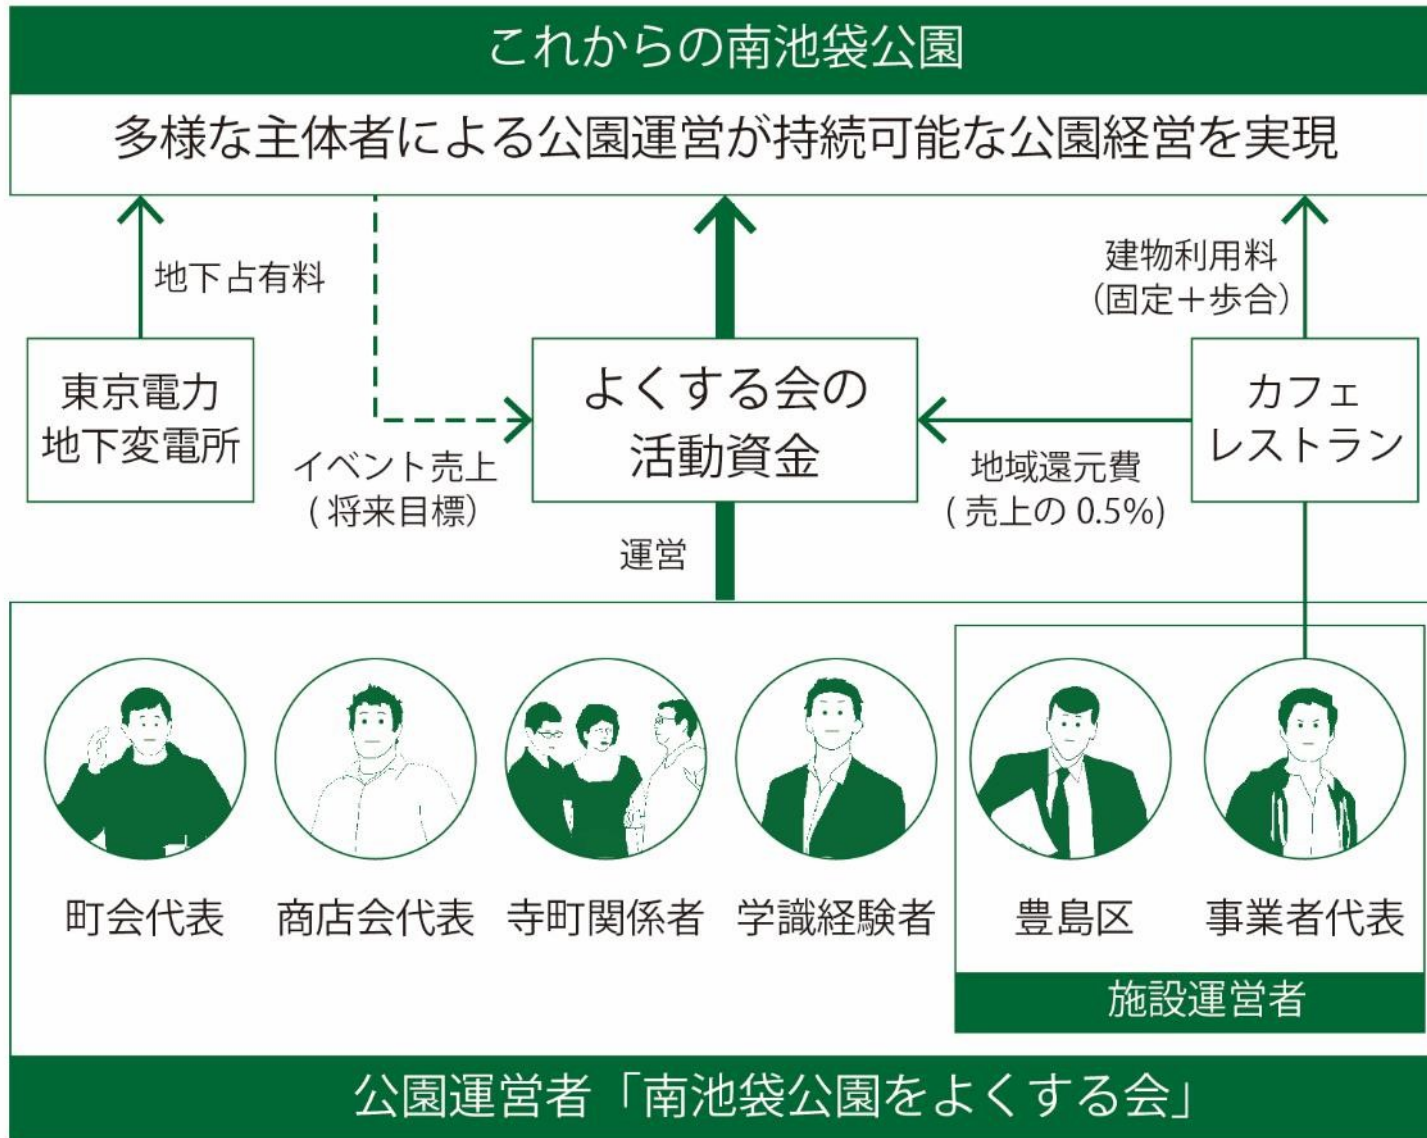 これからの南池袋公園
多様な主体者による公園運営が持続可能な公園経営を実現
地下占有料
建物利用料
（固定＋歩合）
東京電力
地下変電所
よくする会の
活動資金
カフェ
レストラン
イベント売上
( 将来目標）
地域還元費
( 売上の 0.5%)
運営
町会代表
商店会代表
寺町関係者
学識経験者
豊島区
事業者代表
施設運営者
公園運営者「南池袋公園をよくする会」